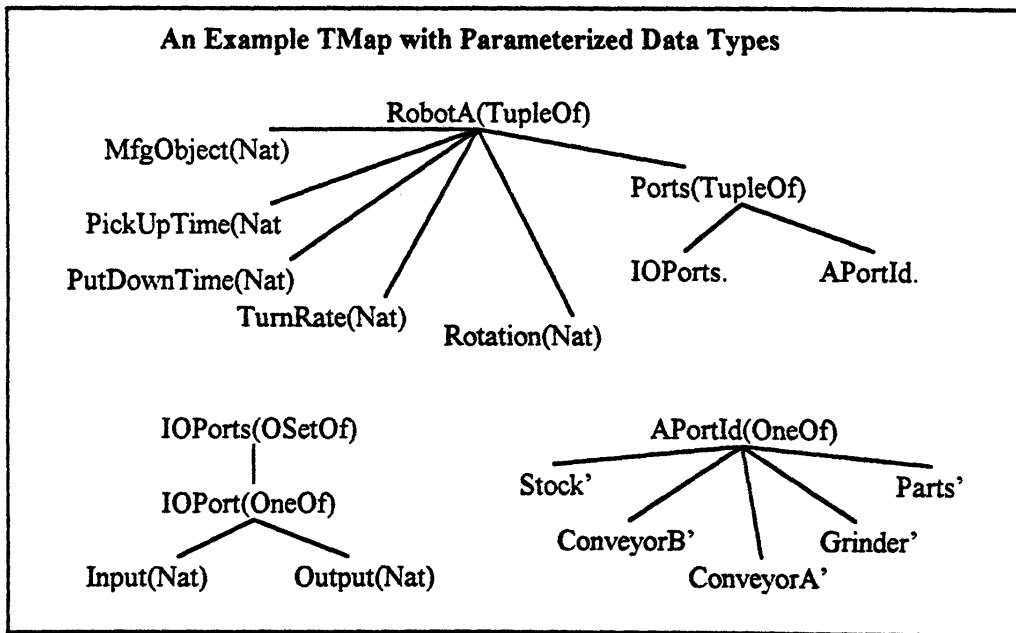 An Example TMap with Parameterized Data Types
RobotA(TupleOf)
MfgObject(Nat)
Ports(TupleOf)
PickUpTime(Nat
IOPorts.
APortId.
PutDownTime(Nat)
TurnRate(Nat)
Rotation(Nat)
IOPorts(OSetOf)
APortId(OneOf)
Stock’
Parts’
IOPort(OneOf)
ConveyorB’
Grinder’
Input(Nat)
Output(Nat)
ConveyorA’